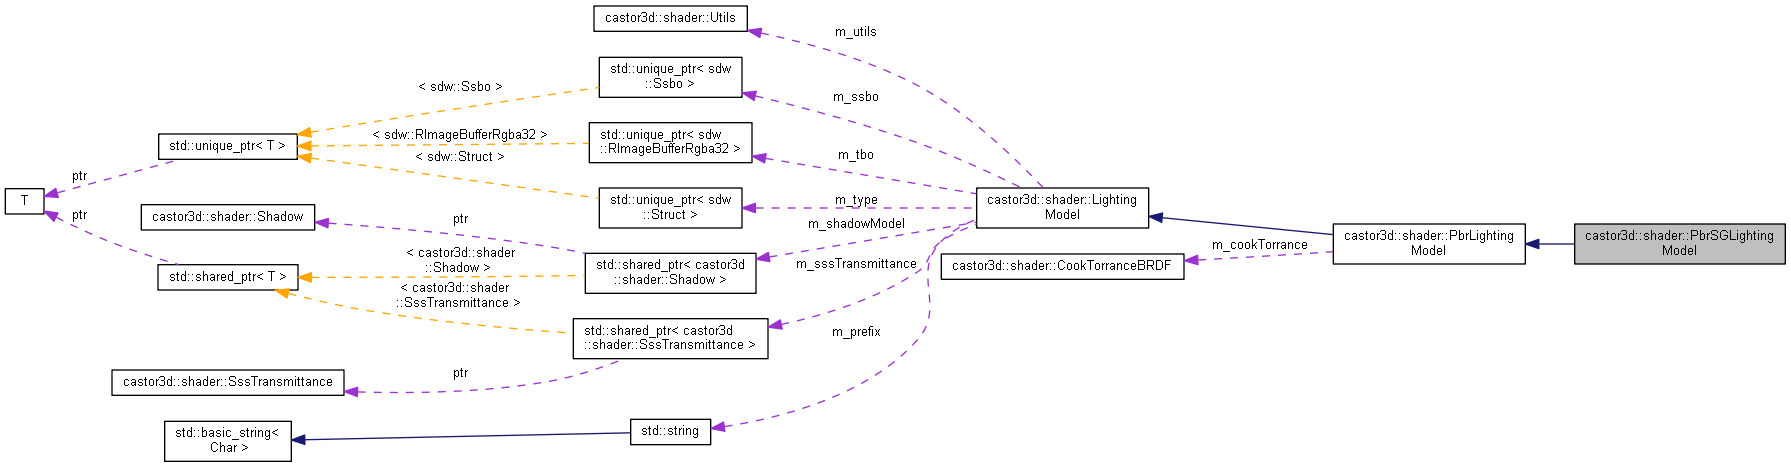 castor3d::shader::Utils
m_utils
std::unique_ptr< sdw
::Ssbo >
< sdw::Ssbo >
m_ssbo
std::unique_ptr< T >
< sdw::RImageBufferRgba32 >
std::unique_ptr< sdw
::RImageBufferRgba32 >
m_tbo
< sdw::Struct >
ptr
T
ptr
castor3d::shader::Shadow
ptr
std::unique_ptr< sdw
::Struct >
m_type
m_shadowModel
castor3d::shader::Lighting
Model
castor3d::shader::PbrLighting
Model
castor3d::shader::PbrSGLighting
Model
m_cookTorrance
castor3d::shader::CookTorranceBRDF
< castor3d::shader
::Shadow >
std::shared_ptr< castor3d
::shader::Shadow >
m_sssTransmittance
std::shared_ptr< T >
< castor3d::shader
::SssTransmittance >
std::shared_ptr< castor3d
::shader::SssTransmittance >
m_prefix
castor3d::shader::SssTransmittance
ptr
std::basic_string<
Char >
std::string